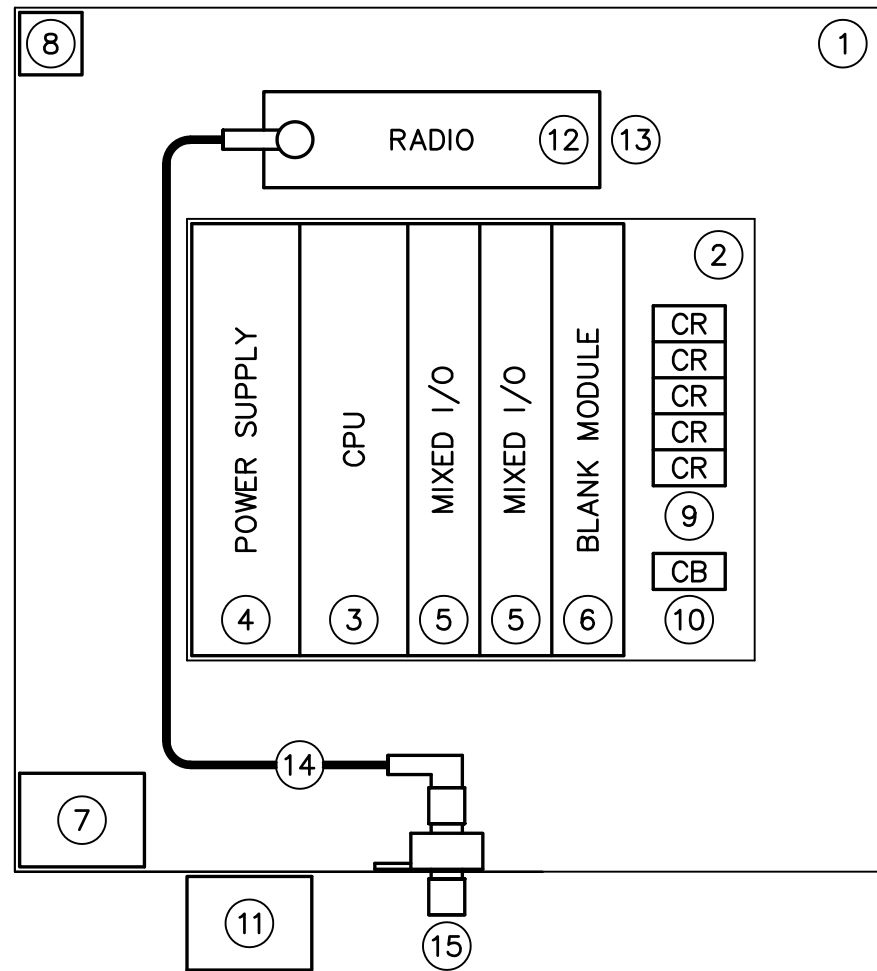 8
1
RADIO
12
13
2
POWER SUPPLY
4
CPU
3
MIXED I/O
5
MIXED I/O
5
BLANK MODULE
6
CR
CR
CR
CR
CR
9
CB
10
14
7
11
15